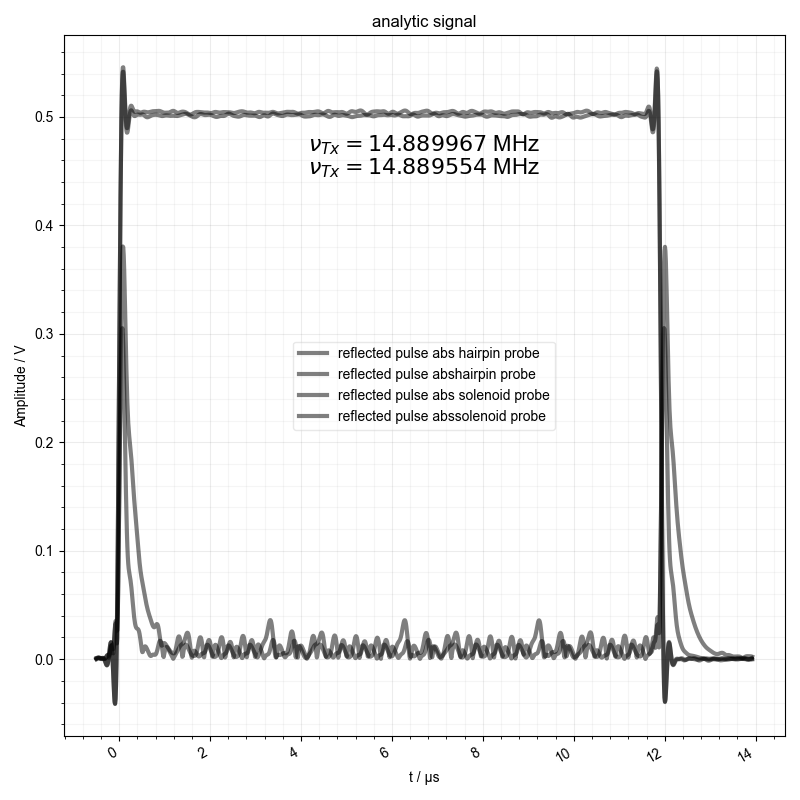 analytic signal
0.5
0.4
0.3
0.2
0.1
0.0
Amplitude / V
ν_Tx = 14.889967 MHz
ν_Tx = 14.889554 MHz
reflected pulse abs hairpin probe
reflected pulse abshairpin probe
reflected pulse abs solenoid probe
reflected pulse abssolenoid probe
0 2 4 6 8 10 12 14
t / μs